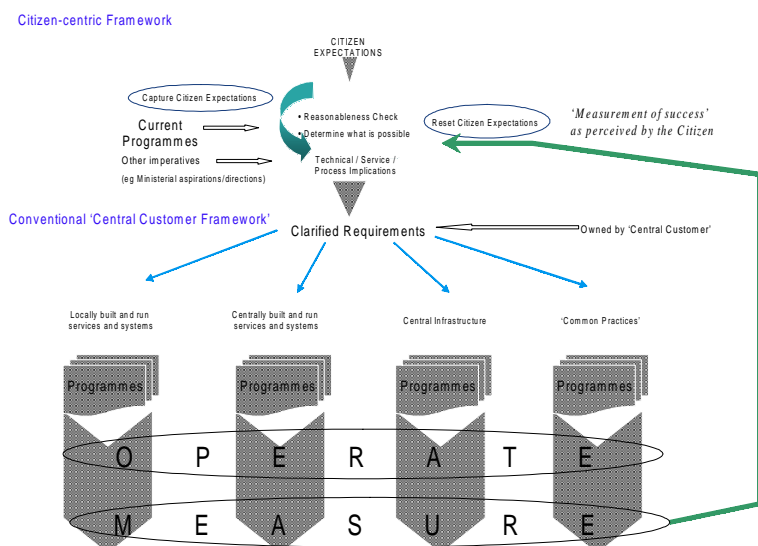 Citizen-centric Framework
CITIZEN
EXPECTATIONS
Capture Citizen Expectations
• Reasonableness Check
• Determine what is possible
Reset Citizen Expectations
‘Measurement of success’
as perceived by the Citizen
Current
Programmes
Other imperatives
(eg Ministerial aspirations/directions)
Technical / Service /
Process Implications
Conventional ‘Central Customer Framework’
Clarified Requirements
Owned by ‘Central Customer’
Locally built and run
services and systems
Centrally built and run
services and systems
Central Infrastructure
‘Common Practices’
Programmes
Programmes
Programmes
Programmes
O P E R A T E
M E A S U R E